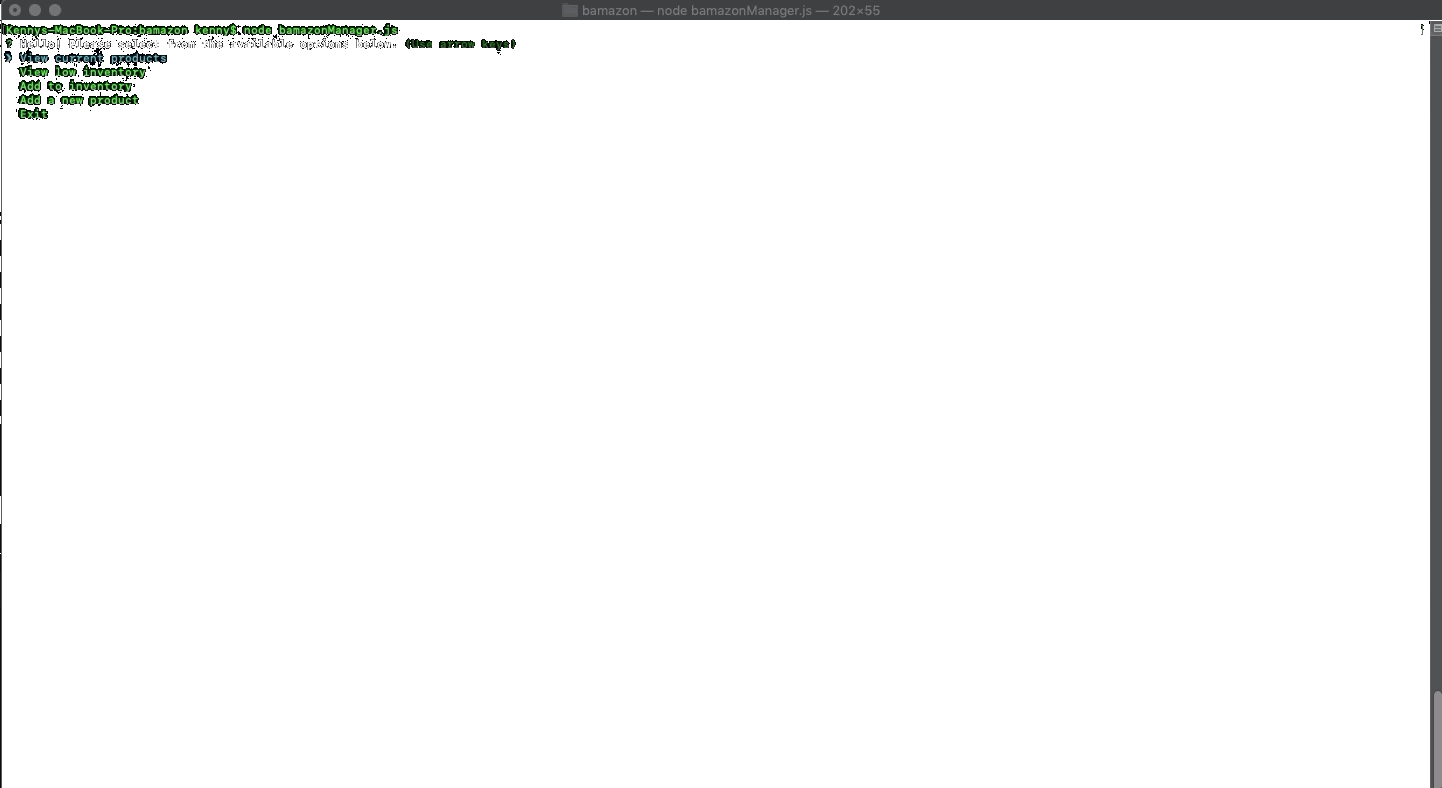 bamazon — node bamazonManager.js — 202×55
Kennys-MacBook-Pro:bamazon kenny$ node bamazonManager.js
? Hello! Please select from the available options below. (Use arrow keys)
❯ View current products
View low inventory
Add to inventory
Add a new product
Exit